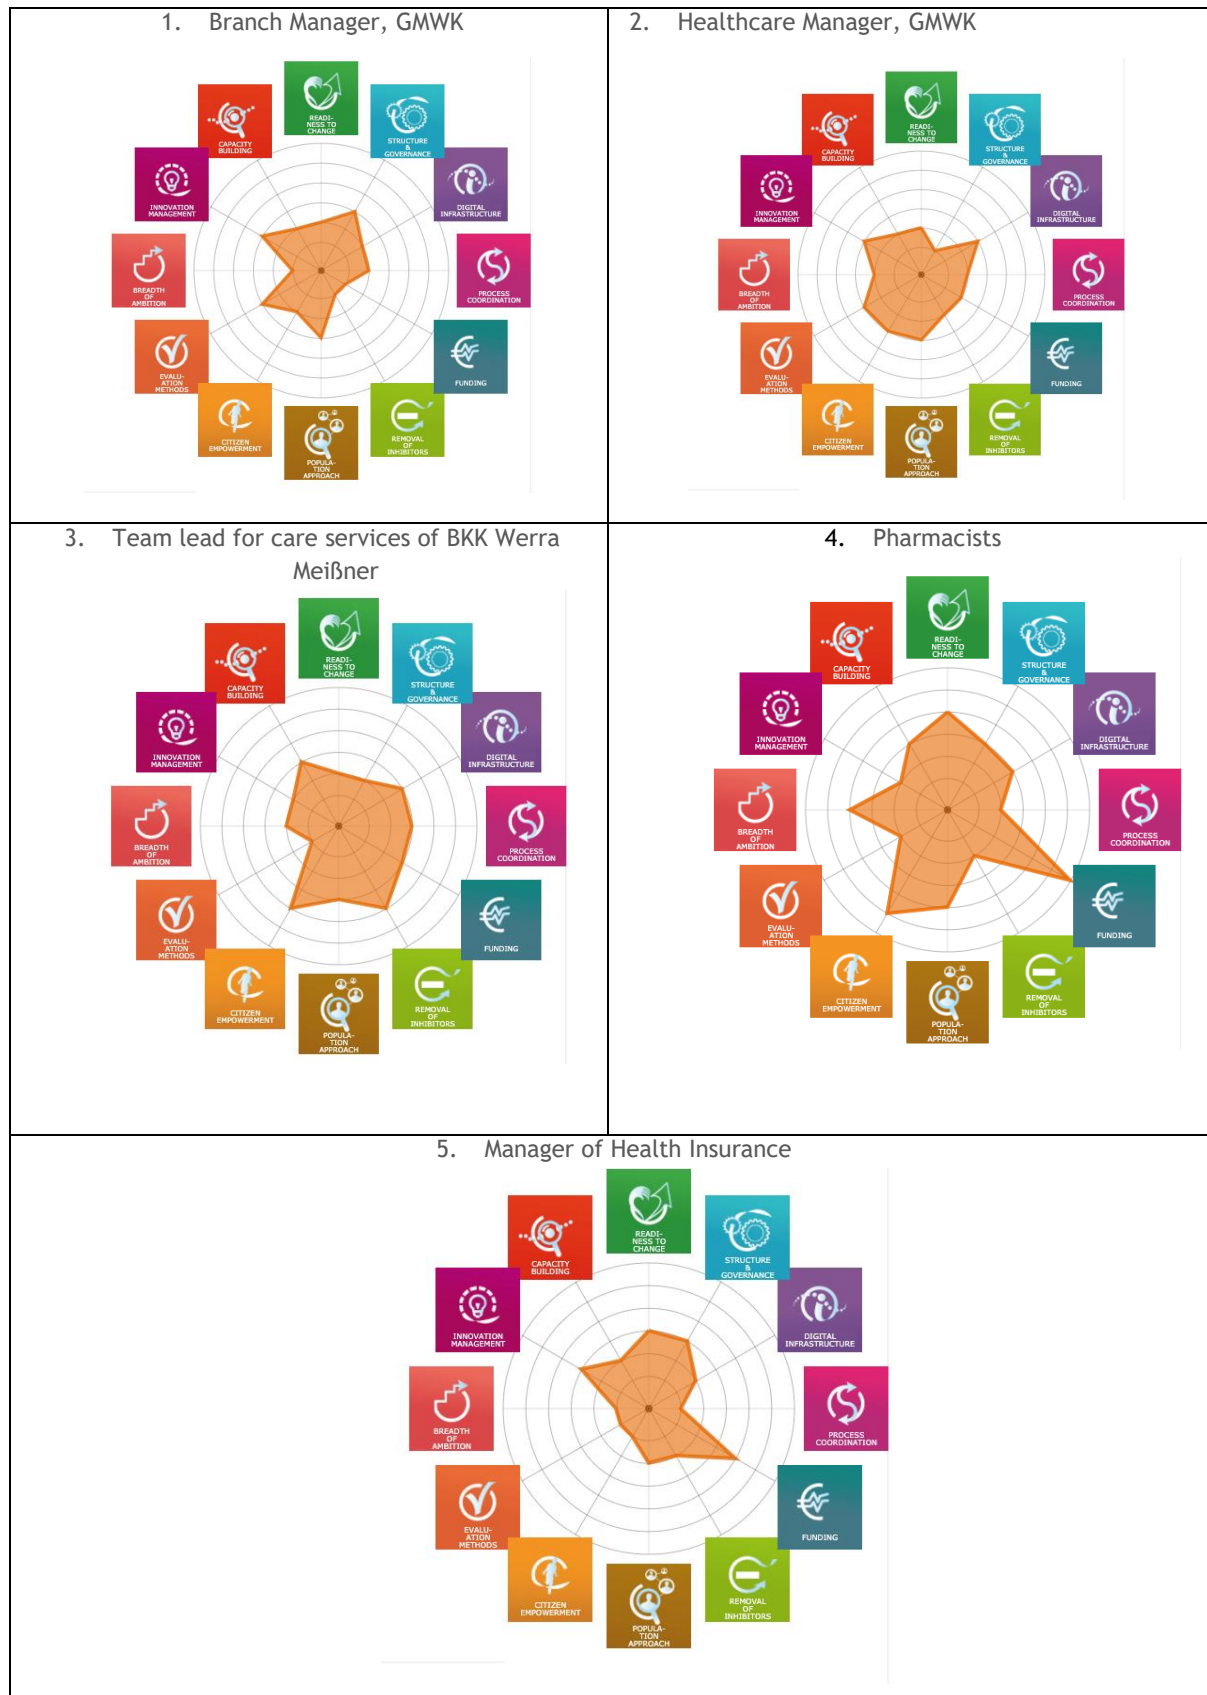 1. Branch Manager, GMWK
READI-
NESS TO
CHANGE
STRUCTURE
&
GOVERNANCE
DIGITAL
INFRASTRUCTURE
PROCESS
COORDINATION
FUNDING
REMOVAL
OF
INHIBITORS
POPULA-
TION
APPROACH
CITIZEN
EMPOWERMENT
EVALU-
ATION
METHODS
BREADTH
OF
AMBITION
INNOVATION
MANAGEMENT
CAPACITY
BUILDING
2. Healthcare Manager, GMWK
READI-
NESS TO
CHANGE
STRUCTURE
&
GOVERNANCE
DIGITAL
INFRASTRUCTURE
PROCESS
COORDINATION
FUNDING
REMOVAL
OF
INHIBITORS
POPULA-
TION
APPROACH
CITIZEN
EMPOWERMENT
EVALU-
ATION
METHODS
BREADTH
OF
AMBITION
INNOVATION
MANAGEMENT
CAPACITY
BUILDING
3. Team lead for care services of BKK Werra
Meißner
READI-
NESS TO
CHANGE
STRUCTURE
&
GOVERNANCE
DIGITAL
INFRASTRUCTURE
PROCESS
COORDINATION
FUNDING
REMOVAL
OF
INHIBITORS
POPULA-
TION
APPROACH
CITIZEN
EMPOWERMENT
EVALU-
ATION
METHODS
BREADTH
OF
AMBITION
INNOVATION
MANAGEMENT
CAPACITY
BUILDING
4. Pharmacists
READI-
NESS TO
CHANGE
STRUCTURE
&
GOVERNANCE
DIGITAL
INFRASTRUCTURE
PROCESS
COORDINATION
FUNDING
REMOVAL
OF
INHIBITORS
POPULA-
TION
APPROACH
CITIZEN
EMPOWERMENT
EVALU-
ATION
METHODS
BREADTH
OF
AMBITION
INNOVATION
MANAGEMENT
CAPACITY
BUILDING
5. Manager of Health Insurance
READI-
NESS TO
CHANGE
STRUCTURE
&
GOVERNANCE
DIGITAL
INFRASTRUCTURE
PROCESS
COORDINATION
FUNDING
REMOVAL
OF
INHIBITORS
POPULA-
TION
APPROACH
CITIZEN
EMPOWERMENT
EVALU-
ATION
METHODS
BREADTH
OF
AMBITION
INNOVATION
MANAGEMENT
CAPACITY
BUILDING